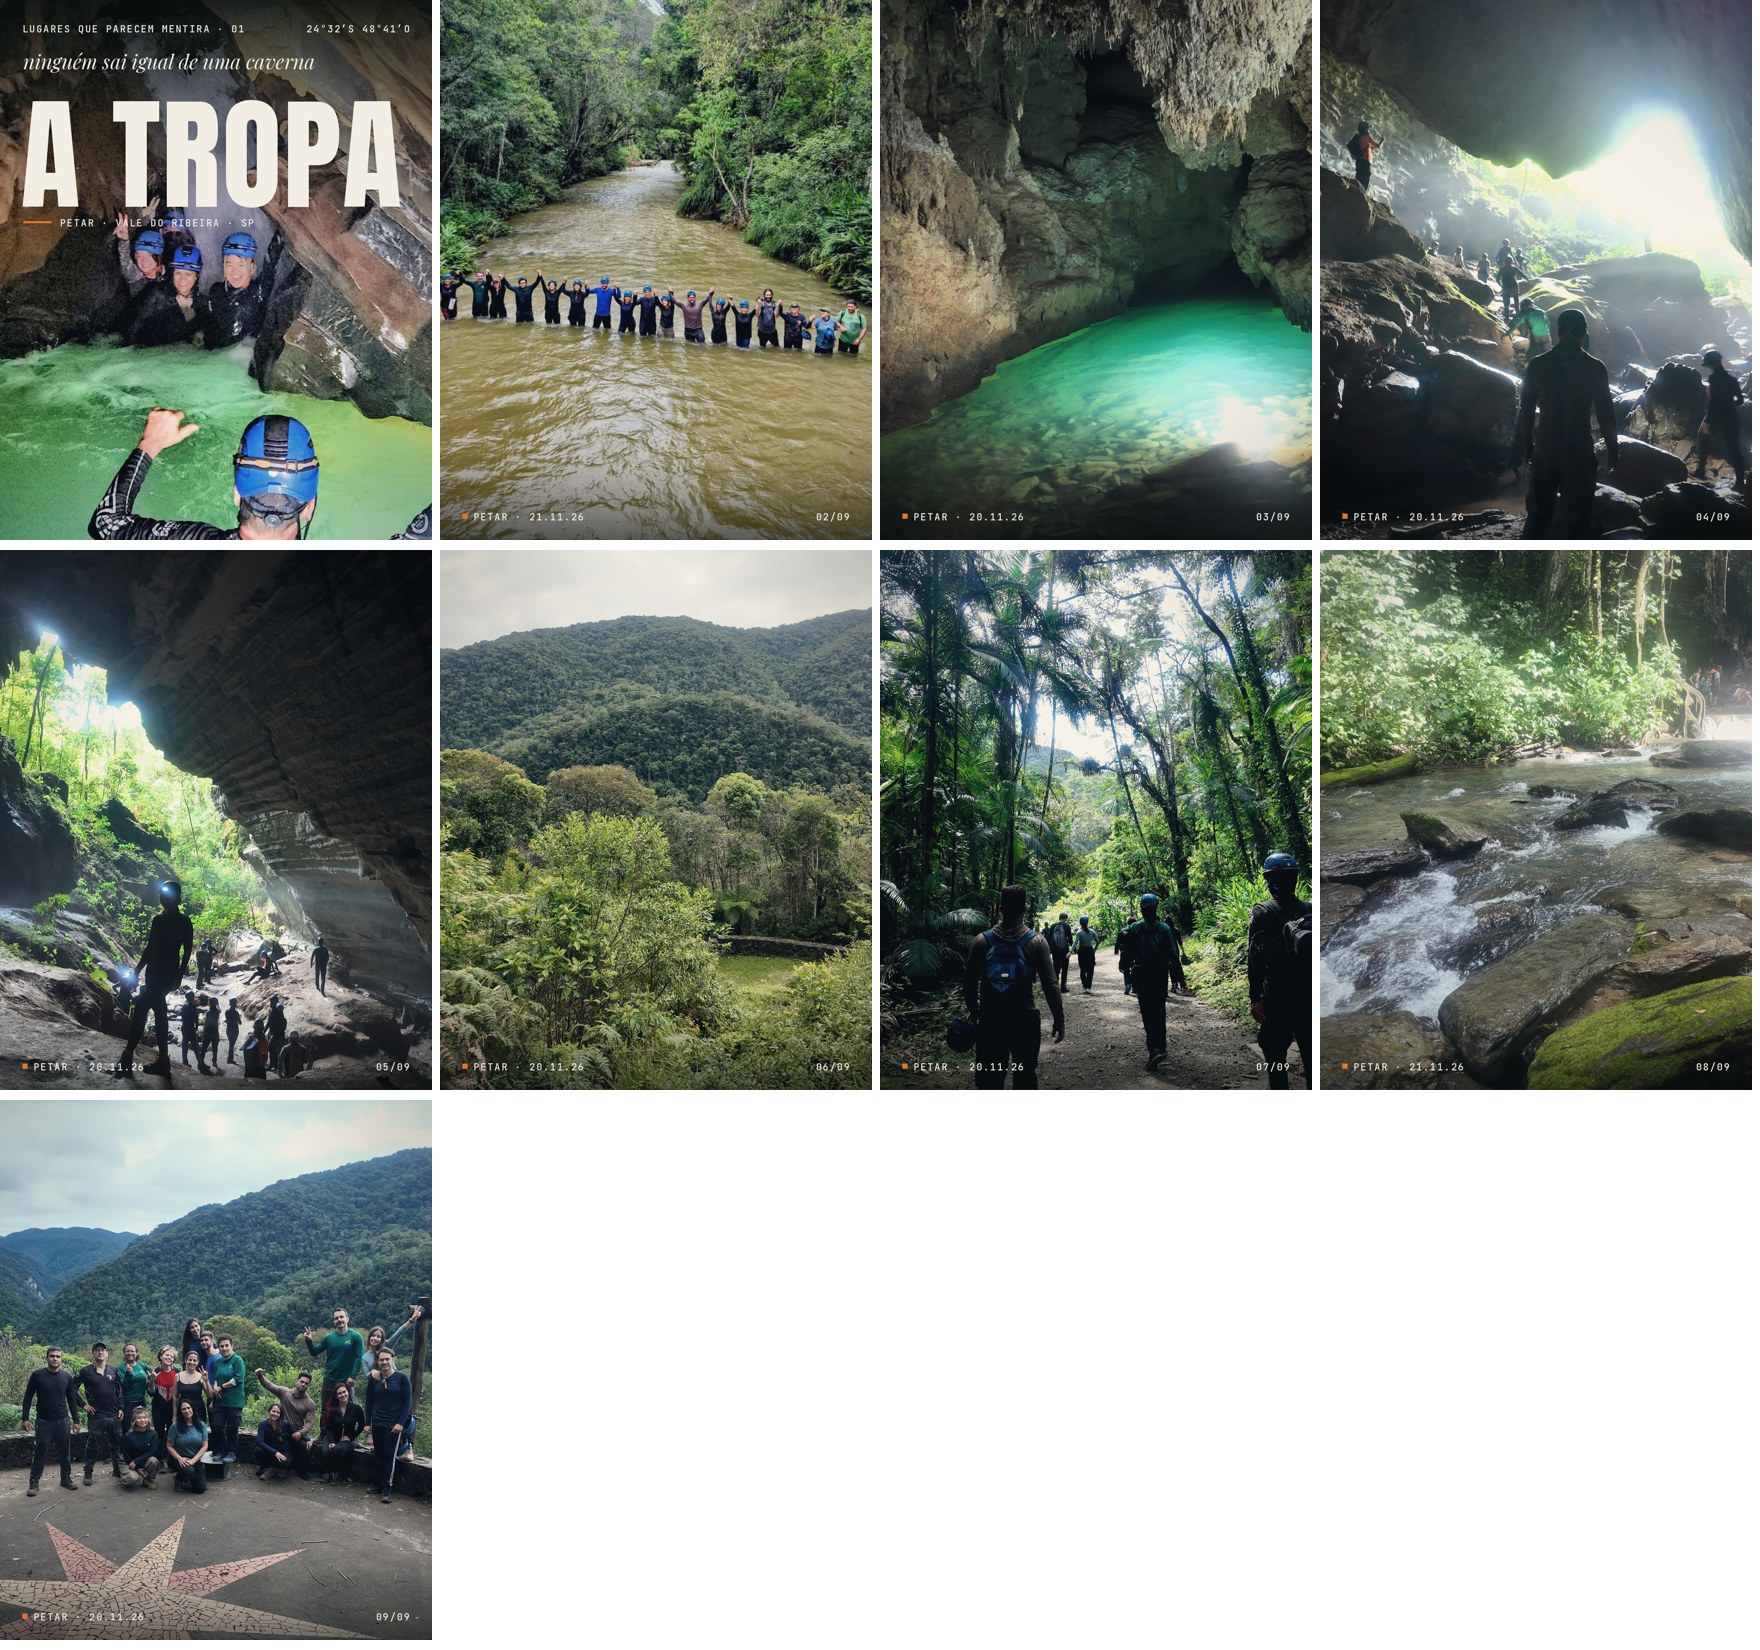 LUGARES QUE PARECEM MENTIRA · 01
24°32'S 48°41'O
ninguém sai igual de uma caverna
A TROPA
PETAR · VALE DO RIBEIRA · SP
PETAR · 21.11.26
02/09
PETAR · 20.11.26
03/09
PETAR · 20.11.26
04/09
PETAR · 20.11.26
05/09
PETAR · 20.11.26
06/09
PETAR · 20.11.26
07/09
PETAR · 21.11.26
08/09
PETAR · 20.11.26
09/09